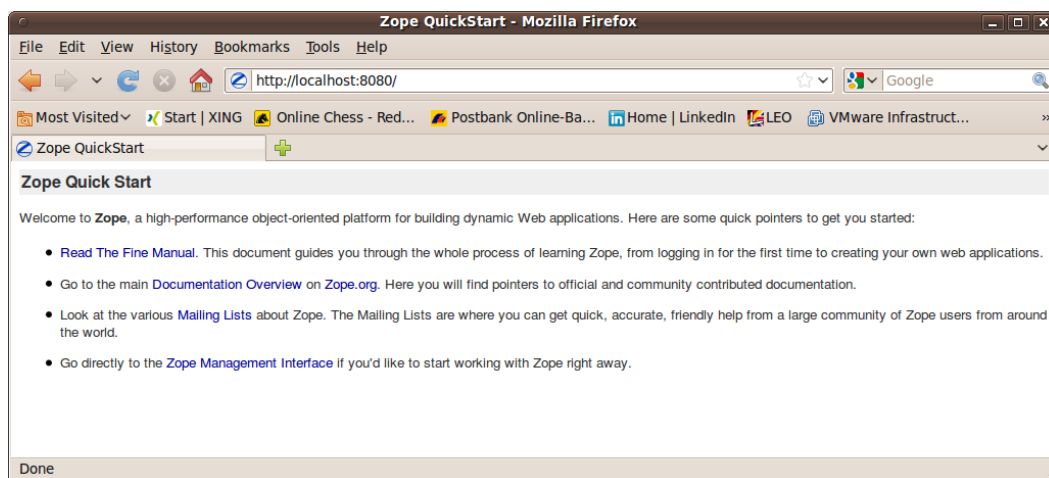 Zope QuickStart - Mozilla Firefox
File Edit View History Bookmarks Tools Help
http://localhost:8080/ Google
Most Visited Start | XING Online Chess - Red... Postbank Online-Ba... in Home | LinkedIn LEO VMware Infrastruct... »
Zope QuickStart
Zope Quick Start
Welcome to Zope, a high-performance object-oriented platform for building dynamic Web applications. Here are some quick pointers to get you started:
• Read The Fine Manual. This document guides you through the whole process of learning Zope, from logging in for the first time to creating your own web applications.
• Go to the main Documentation Overview on Zope.org. Here you will find pointers to official and community contributed documentation.
• Look at the various Mailing Lists about Zope. The Mailing Lists are where you can get quick, accurate, friendly help from a large community of Zope users from around
the world.
• Go directly to the Zope Management Interface if you'd like to start working with Zope right away.
Done